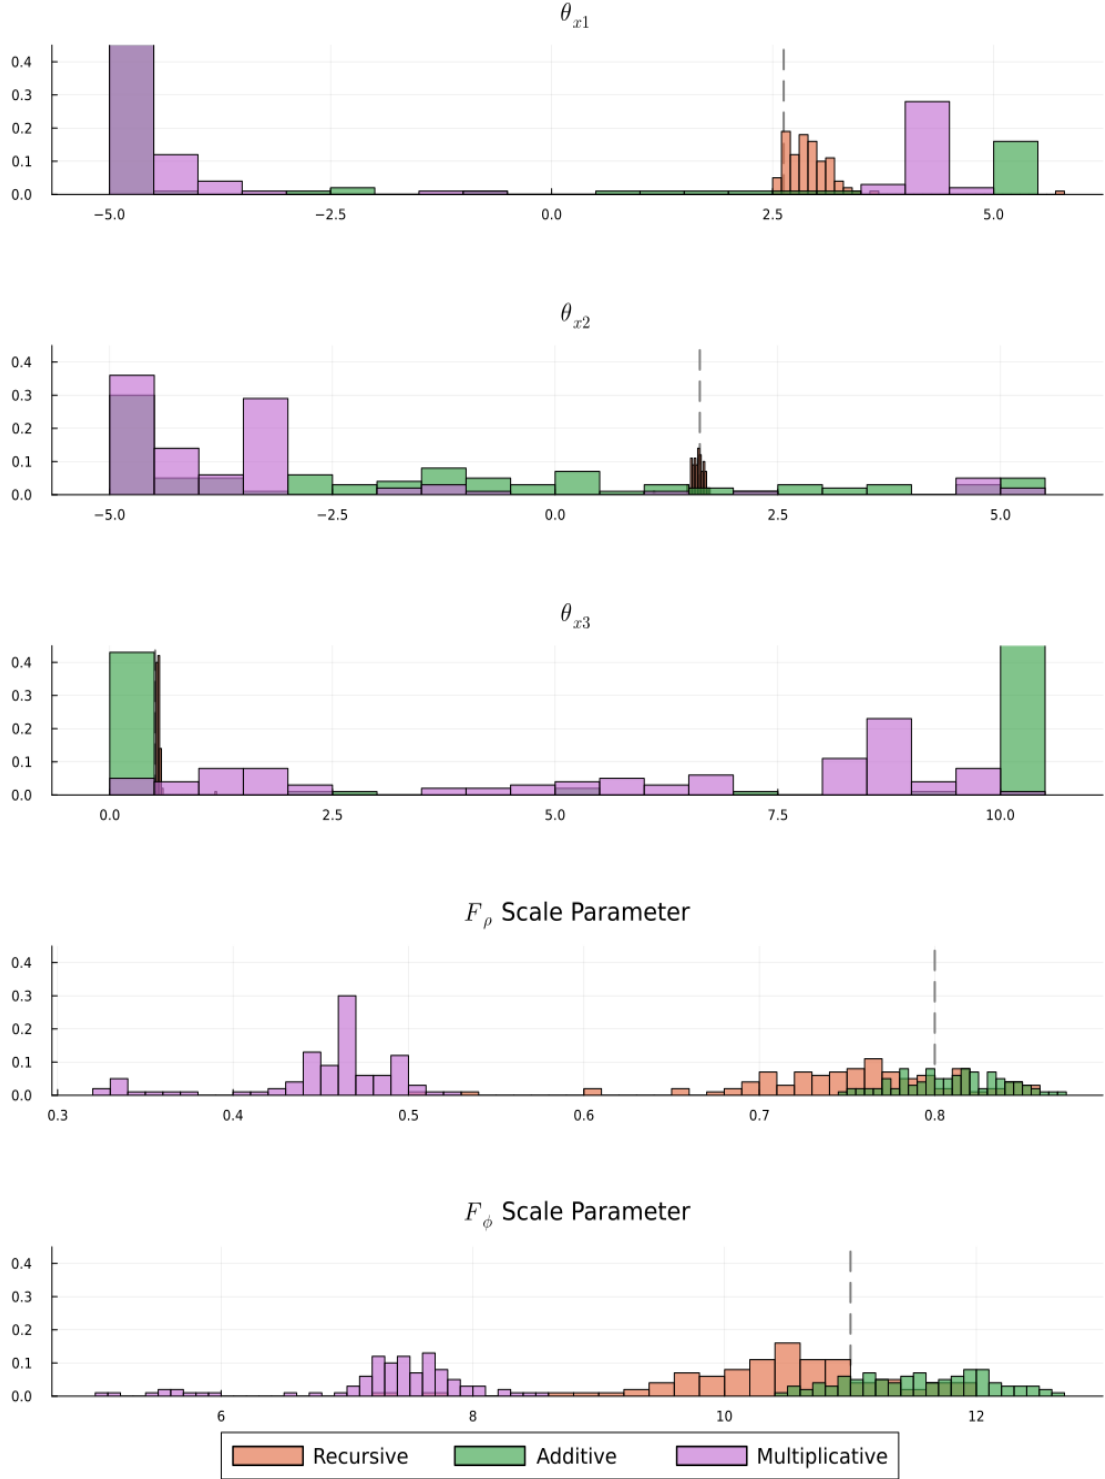 θx1
0.4
0.3
0.2
0.1
0.0
−5.0 −2.5 0.0 2.5 5.0
θx2
0.4
0.3
0.2
0.1
0.0
−5.0 −2.5 0.0 2.5 5.0
θx3
0.4
0.3
0.2
0.1
0.0
0.0 2.5 5.0 7.5 10.0
Fρ Scale Parameter
0.4
0.3
0.2
0.1
0.0
0.3 0.4 0.5 0.6 0.7 0.8
Fϕ Scale Parameter
0.4
0.3
0.2
0.1
0.0
6 8 10 12
Recursive Additive Multiplicative